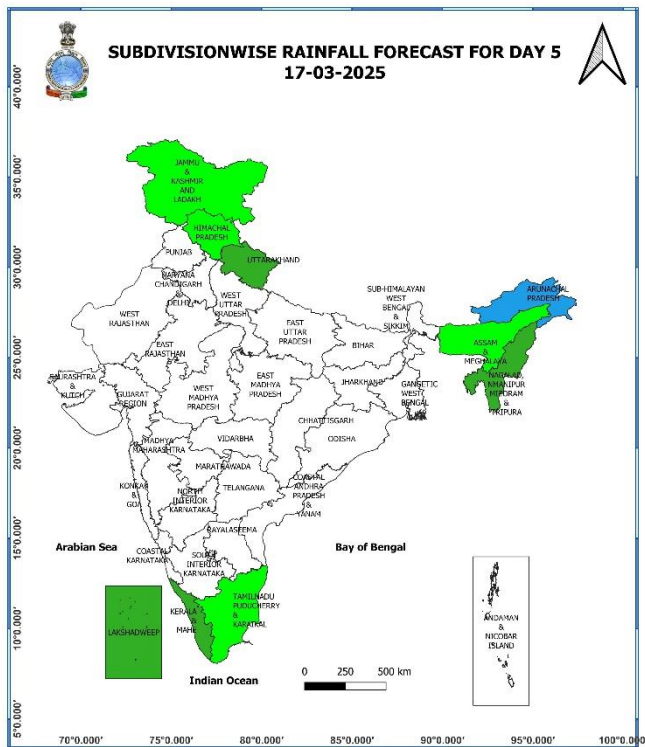 SUBDIVISIONWISE RAINFALL FORECAST FOR DAY 5
17-03-2025
JAMMU
&
KASHMIR
AND
LADAKH
HIMACHAL
PRADESH
PUNJAB
UTTARAKHAND
HARYANA
CHANDIGARH
&
DELHI
WEST
UTTAR
PRADESH
SUB-HIMALAYAN
WEST
BENGAL
&
SIKKIM
ARUNACHAL
PRADESH
WEST
RAJASTHAN
EAST
RAJASTHAN
EAST
UTTAR
PRADESH
BIHAR
ASSAM
&
MEGHALAYA
SAURASHTRA
&
KUTCH
GUJARAT
REGION
WEST
MADHYA
PRADESH
EAST
MADHYA
PRADESH
JHARKHAND
GANGETIC
WEST
BENGAL
MIZORAM
&
TRIPURA
CHHATTISGARH
ODISHA
MADHYA
MAHARASHTRA
VIDARBHA
MARATHAWADA
TELANGANA
KONKAN
&
GOA
NORTH
INTERIOR
KARNATAKA
COASTAL
ANDHRA
PRADESH
&
YANAM
RAYALASEEMA
Arabian Sea
Bay of Bengal
COASTAL
KARNATAKA
SOUTH
INTERIOR
KARNATAKA
LAKSHADWEEP
KERALA
MAHE
TAMILNADU
PUDUCHERRY
&
KARAIKAL
ANDAMAN
&
NICOBAR
ISLAND
Indian Ocean
0 250 500 km
40°0.000'
35°0.000'
30°0.000'
25°0.000'
20°0.000'
15°0.000'
10°0.000'
5°0.000'
70°0.000' 75°0.000' 80°0.000' 85°0.000' 90°0.000' 95°0.000' 100°0.000'